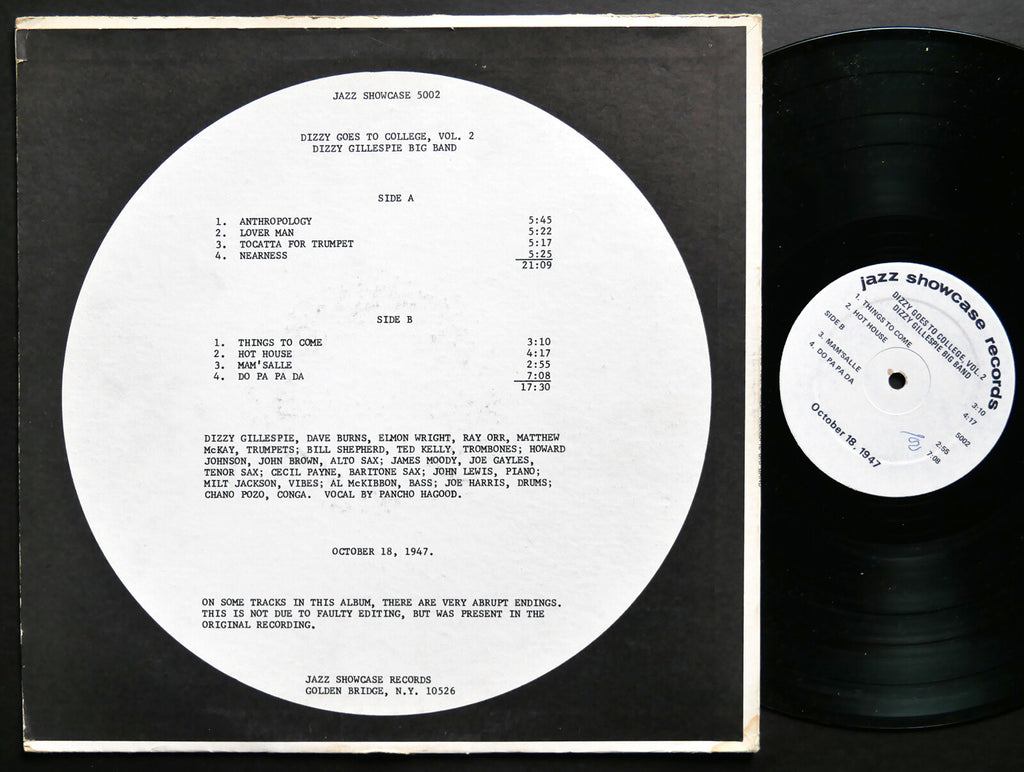 JAZZ SHOWCASE 5002
DIZZY GOES TO COLLEGE, VOL. 2
DIZZY GILLESPIE BIG BAND
SIDE A
1. ANTHROPOLOGY 5:45
2. LOVER MAN 5:22
3. TOCATTA FOR TRUMPET 5:17
4. NEARNESS 5:25
21:09
SIDE B
1. THINGS TO COME 3:10
2. HOT HOUSE 4:17
3. MAM'SALLE 2:55
4. DO PA PA DA 7:08
17:30
DIZZY GILLESPIE, DAVE BURNS, ELMON WRIGHT, RAY ORR, MATTHEW
McKAY, TRUMPETS; BILL SHEPHERD, TED KELLY, TROMBONES; HOWARD
JOHNSON, JOHN BROWN, ALTO SAX; JAMES MOODY, JOE GAYLES,
TENOR SAX; CECIL PAYNE, BARITONE SAX; JOHN LEWIS, PIANO;
MILT JACKSON, VIBES; AL McKIBBON, BASS; JOE HARRIS, DRUMS;
CHANO POZO, CONGA. VOCAL BY PANCHO HAGOOD.
OCTOBER 18, 1947.
ON SOME TRACKS IN THIS ALBUM, THERE ARE VERY ABRUPT ENDINGS.
THIS IS NOT DUE TO FAULTY EDITING, BUT WAS PRESENT IN THE
ORIGINAL RECORDING.
JAZZ SHOWCASE RECORDS
GOLDEN BRIDGE, N.Y. 10526
jazz showcase records
DIZZY GOES TO COLLEGE, VOL. 2
DIZZY GILLESPIE BIG BAND
SIDE B
5002
1. THINGS TO COME 3:10
2. HOT HOUSE 4:17
3. MAM'SALLE 2:55
4. DO PA PA DA 7:08
October 18, 1947